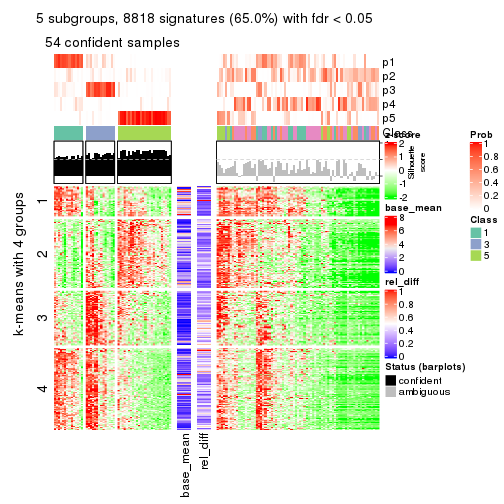 5 subgroups, 8818 signatures (65.0%) with fdr < 0.05
54 confident samples
p1
p2
p3
p4
p5
Class
Silhouette score
k-means with 4 groups
1
2
3
4
base_mean
rel_diff
z-score
2
1
0
-1
-2
base_mean
8
6
4
2
0
rel_diff
1
0.8
0.6
0.4
0.2
0
Status (barplots)
confident
ambiguous
Prob
1
0.8
0.6
0.4
0.2
0
Class
1
3
5